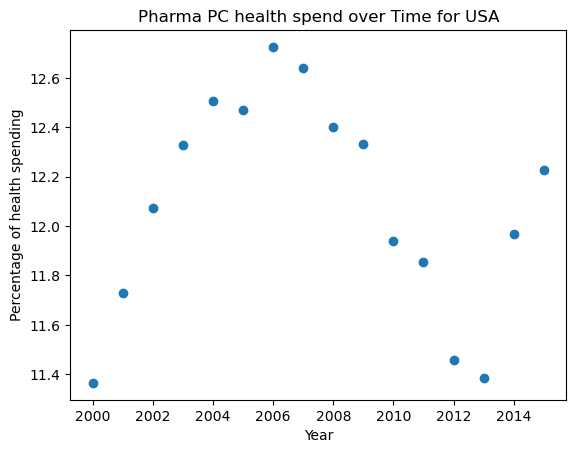 Pharma PC health spend over Time for USA
Percentage of health spending
12.6
12.4
12.2
12.0
11.8
11.6
11.4
2000 2002 2004 2006 2008 2010 2012 2014
Year